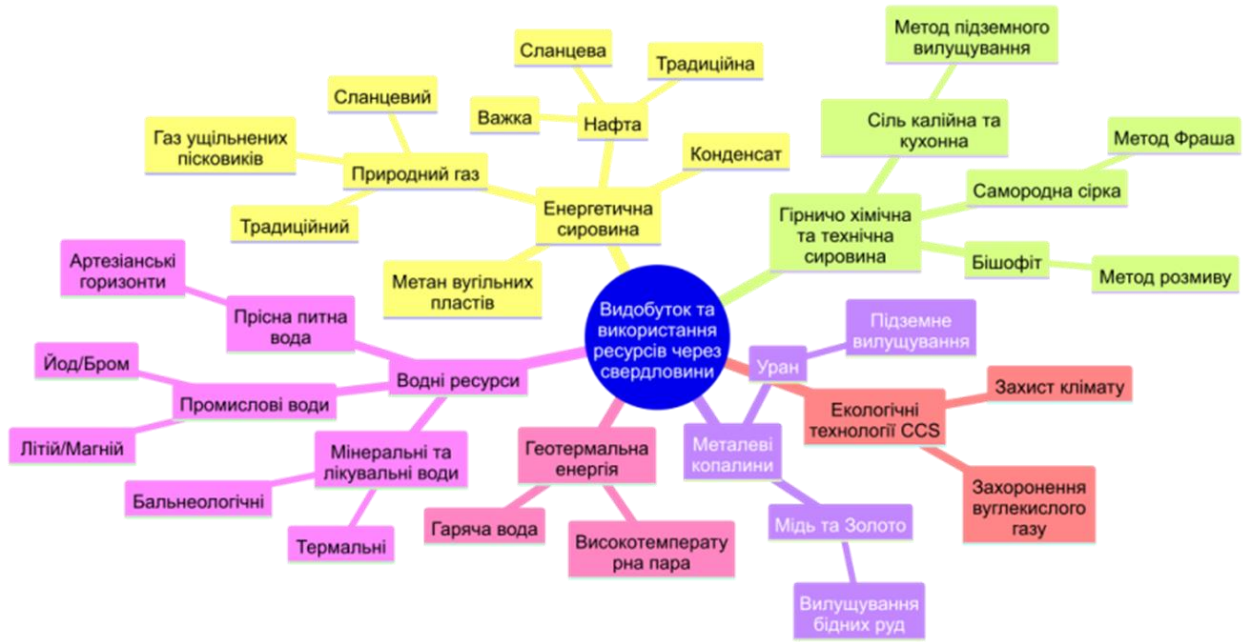 Видобуток та
використання
ресурсів через
свердловини
Енергетична
сировина
Природний газ
Сланцевий
Газ ущільнених
пісковиків
Традиційний
Нафта
Сланцева
Традиційна
Важка
Конденсат
Метан вугільних
пластів
Гірничо хімічна
та технічна
сировина
Сіль калійна та
кухонна
Метод підземного
вилущування
Самородна сірка
Метод Фраша
Бішофіт
Метод розмиву
Водні ресурси
Прісна питна
вода
Артезіанські
горизонти
Промислові води
Йод/Бром
Літій/Магній
Мінеральні та
лікувальні води
Бальнеологічні
Термальні
Геотермальна
енергія
Гаряча вода
Високотемперату
рна пара
Металеві
копалини
Уран
Підземне
вилущування
Мідь та Золото
Вилущування
бідних руд
Екологічні
технології CCS
Захист клімату
Захоронення
вуглекислого
газу